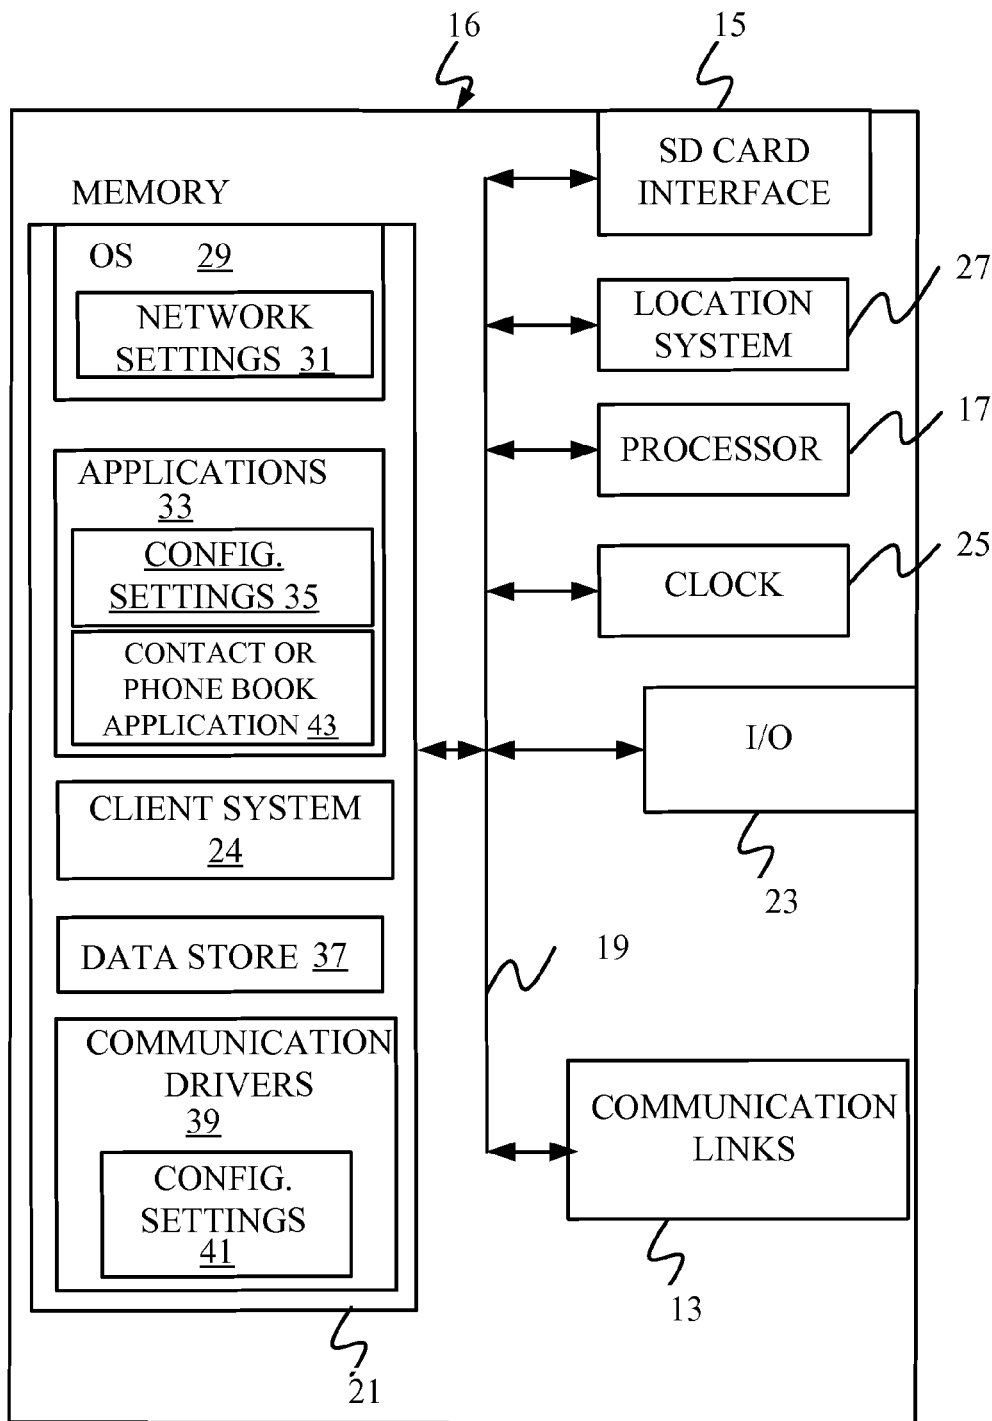 16
15
SD CARD
INTERFACE
MEMORY
OS 29
NETWORK
SETTINGS 31
27
LOCATION
SYSTEM
17
PROCESSOR
APPLICATIONS
33
CONFIG.
SETTINGS 35
25
CLOCK
CONTACT OR
PHONE BOOK
APPLICATION 43
I/O
23
CLIENT SYSTEM
24
DATA STORE 37
19
COMMUNICATION
DRIVERS
39
CONFIG.
SETTINGS
41
COMMUNICATION
LINKS
13
21